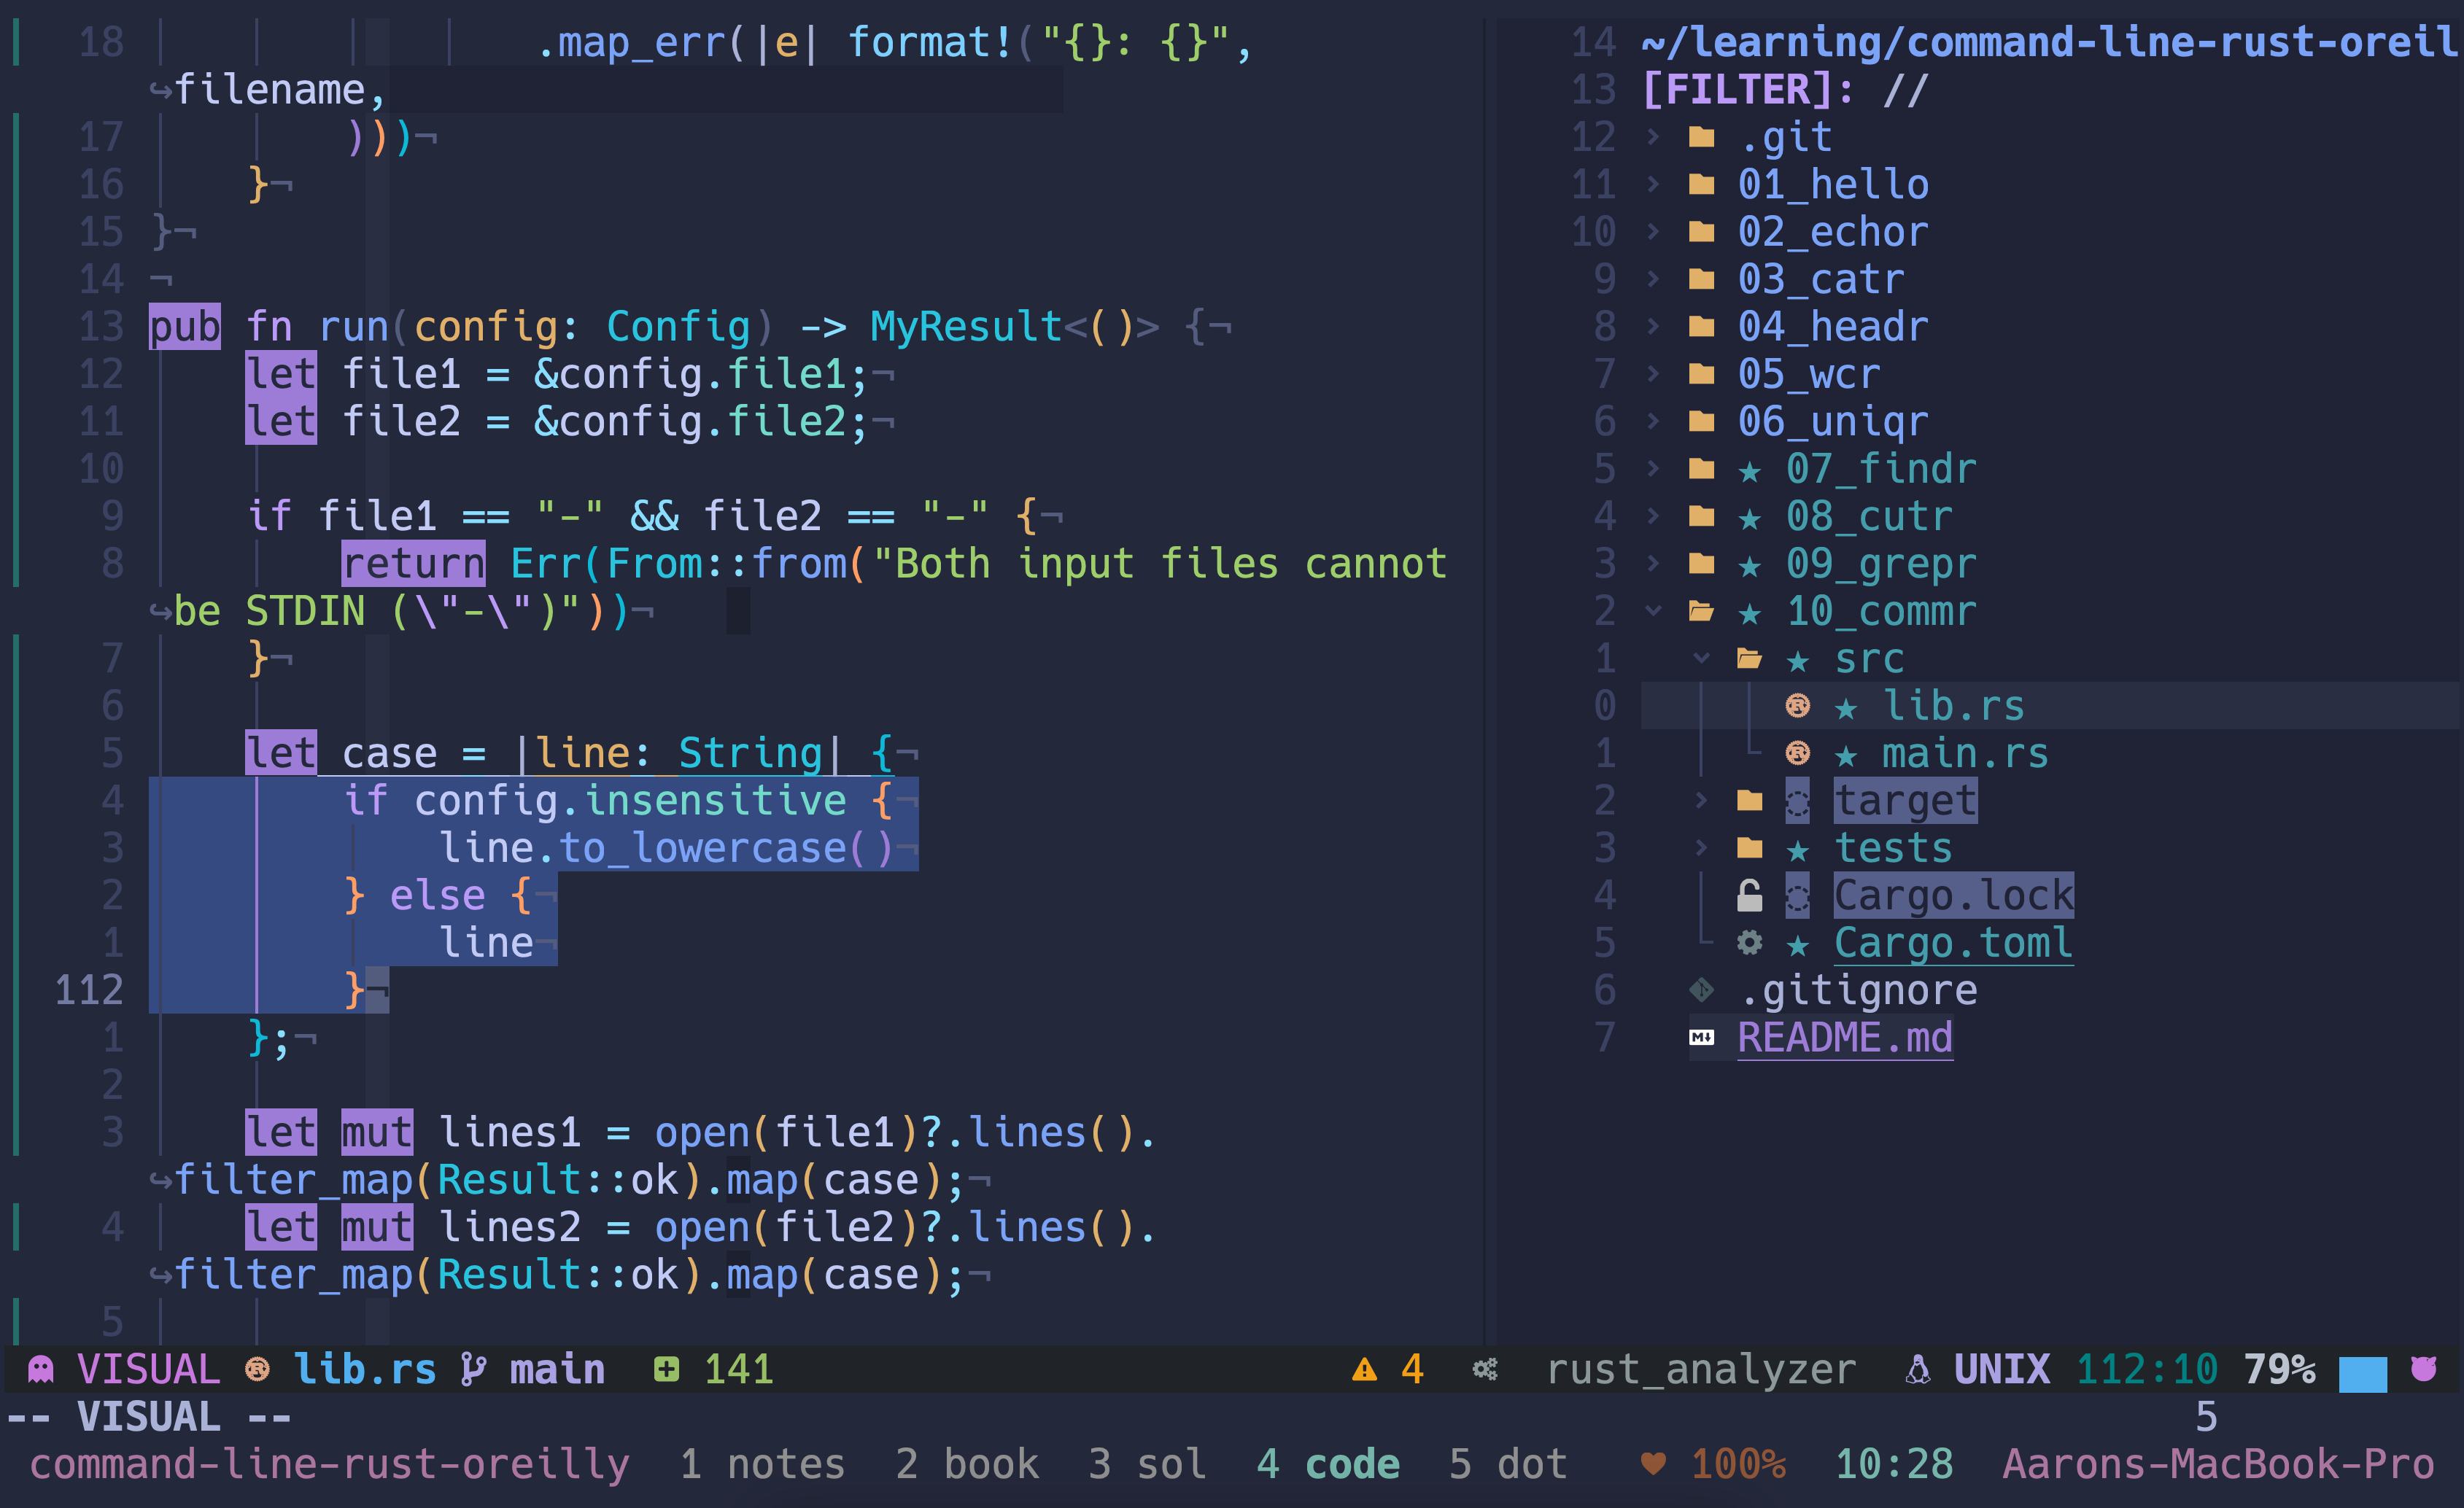 18 .map_err(|e| format!("{}: {}",
↪filename,
17 )))¬
16 }¬
15 }¬
14 ¬
13 pub fn run(config: Config) -> MyResult<()> {¬
12 let file1 = &config.file1;¬
11 let file2 = &config.file2;¬
10
9 if file1 == "-" && file2 == "-" {¬
8 return Err(From::from("Both input files cannot
↪be STDIN (\"-\")"))¬
7 }¬
6
5 let case = |line: String| {¬
4 if config.insensitive {¬
3 line.to_lowercase()¬
2 } else {¬
1 line¬
112 }¬
1 };¬
2
3 let mut lines1 = open(file1)?.lines().
↪filter_map(Result::ok).map(case);¬
4 let mut lines2 = open(file2)?.lines().
↪filter_map(Result::ok).map(case);¬
5
14 ~/learning/command-line-rust-oreil
13 [FILTER]: //
12 > .git
11 > 01_hello
10 > 02_echor
9 > 03_catr
8 > 04_headr
7 > 05_wcr
6 > 06_uniqr
5 > ★ 07_findr
4 > ★ 08_cutr
3 > ★ 09_grepr
2 ★ 10_commr
1 ★ src
0 ★ lib.rs
1 ★ main.rs
2 > target
3 > ★ tests
4 Cargo.lock
5 ★ Cargo.toml
6 .gitignore
7 README.md
VISUAL lib.rs main 141 4 rust_analyzer UNIX 112:10 79%
-- VISUAL -- 5
command-line-rust-oreilly 1 notes 2 book 3 sol 4 code 5 dot 100% 10:28 Aarons-MacBook-Pro